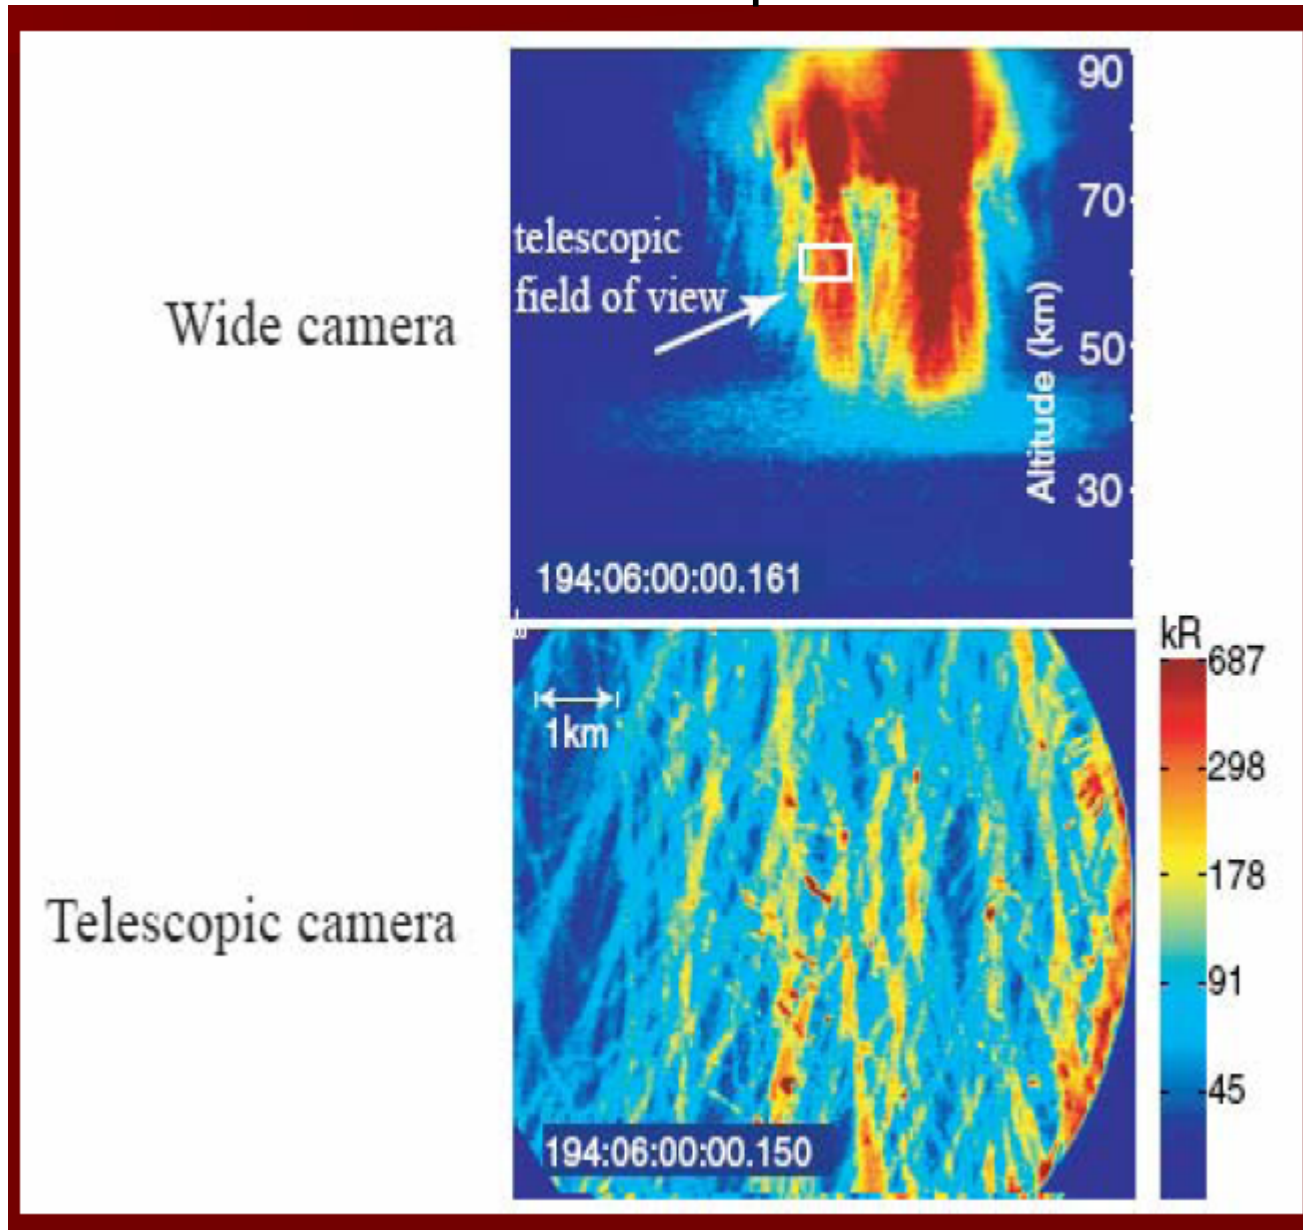 90
70
telescopic
field of view
Wide camera
50
Altitude (km)
30
194:06:00:00.161
kR
687
1km
298
178
Telescopic camera
91
45
194:06:00:00.150